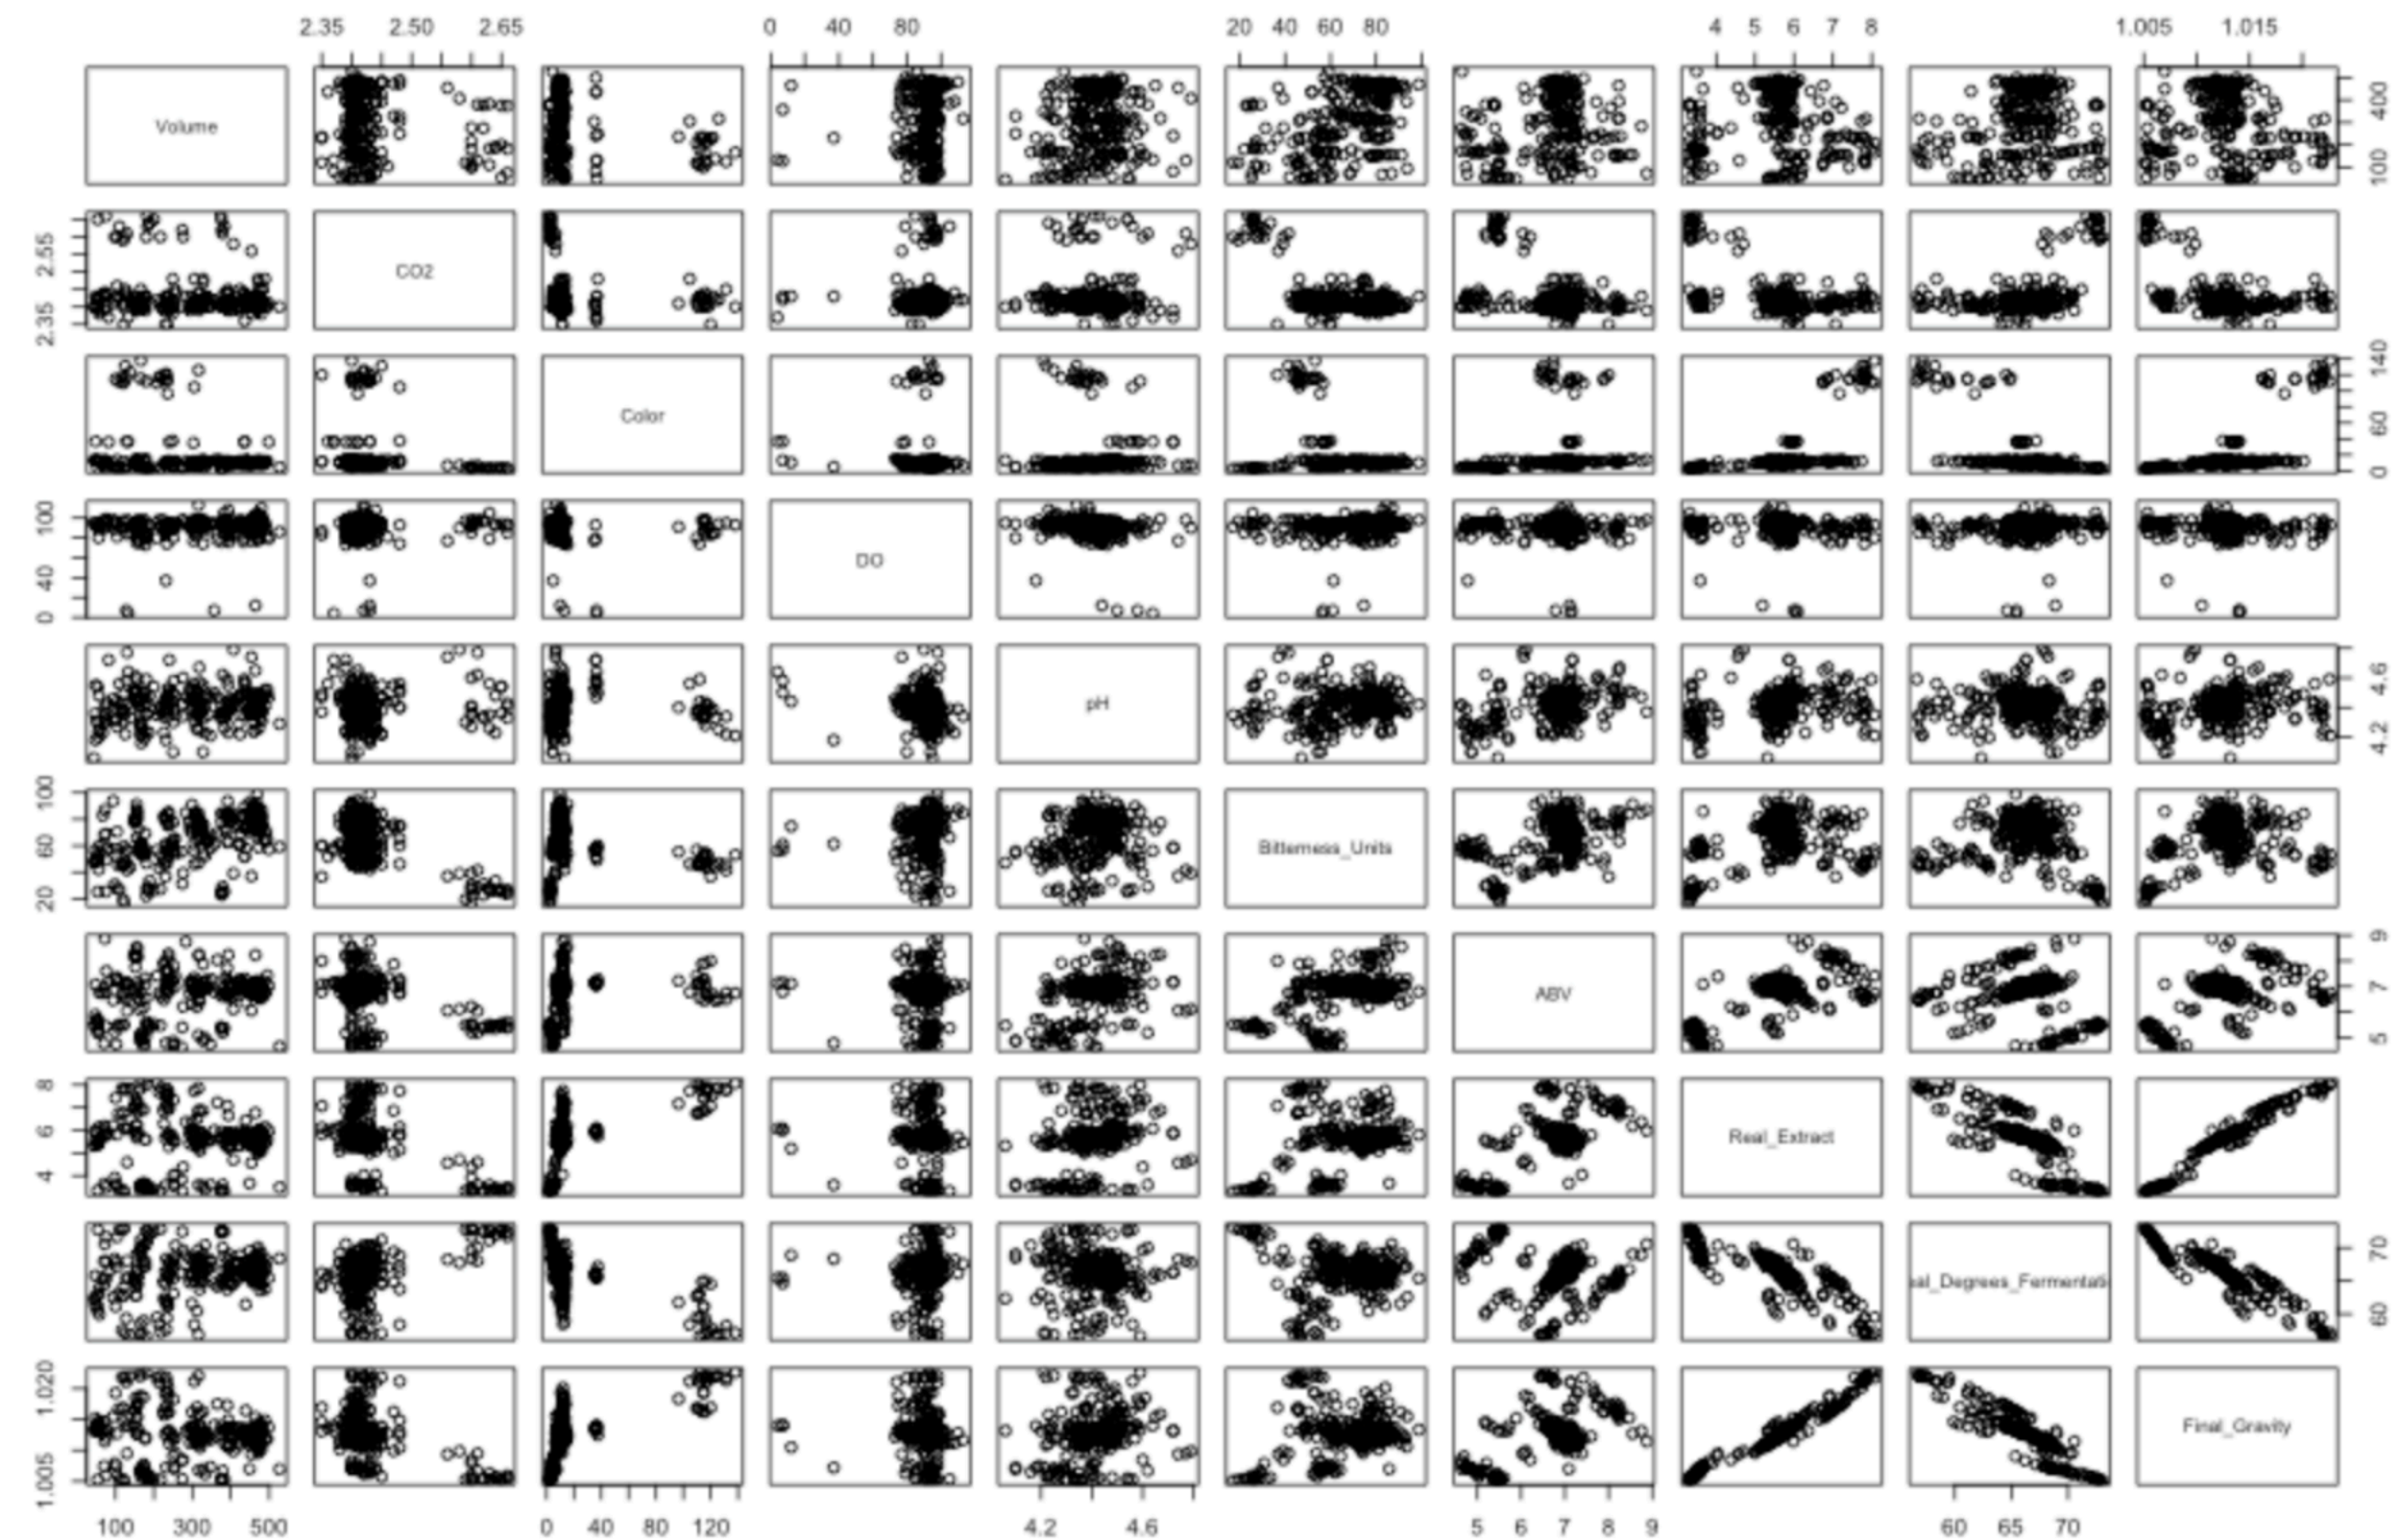 2.35 2.50 2.65 0 40 80 20 40 60 80 4 5 6 7 8 1.005 1.015
Volume 100 400
2.35 2.55 CO2
Color 0 60 140
0 40 100 DO
pH 4.2 4.6
20 60 100 Bitterness_Units
ABV 5 7 9
4 6 8 Real_Extract
eal_Degrees_Fermentati 60 70
1.005 1.020 Final_Gravity
100 300 500 0 40 80 120 4.2 4.6 5 6 7 8 9 60 65 70